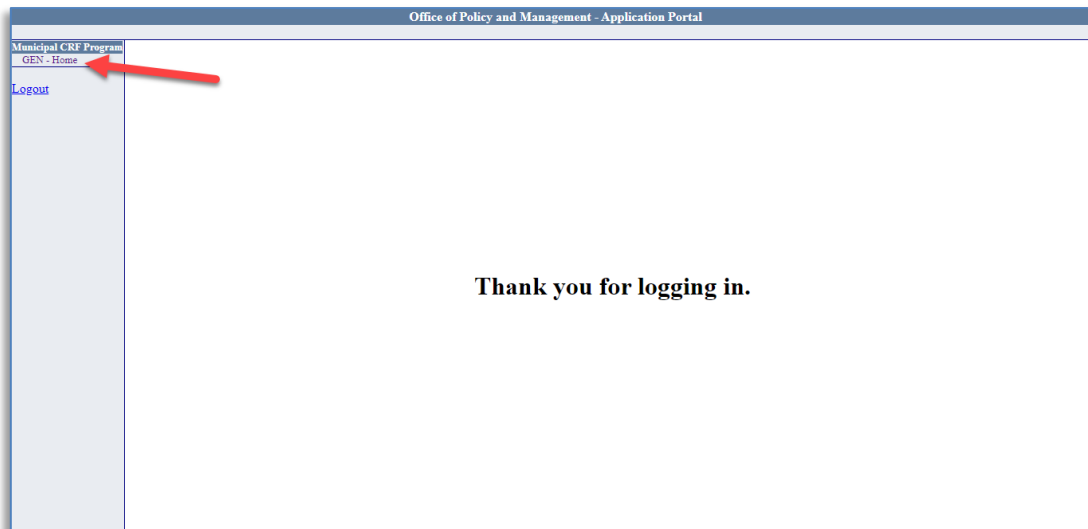 Office of Policy and Management - Application Portal
Municipal CRF Program
GEN - Home
Logout
Thank you for logging in.